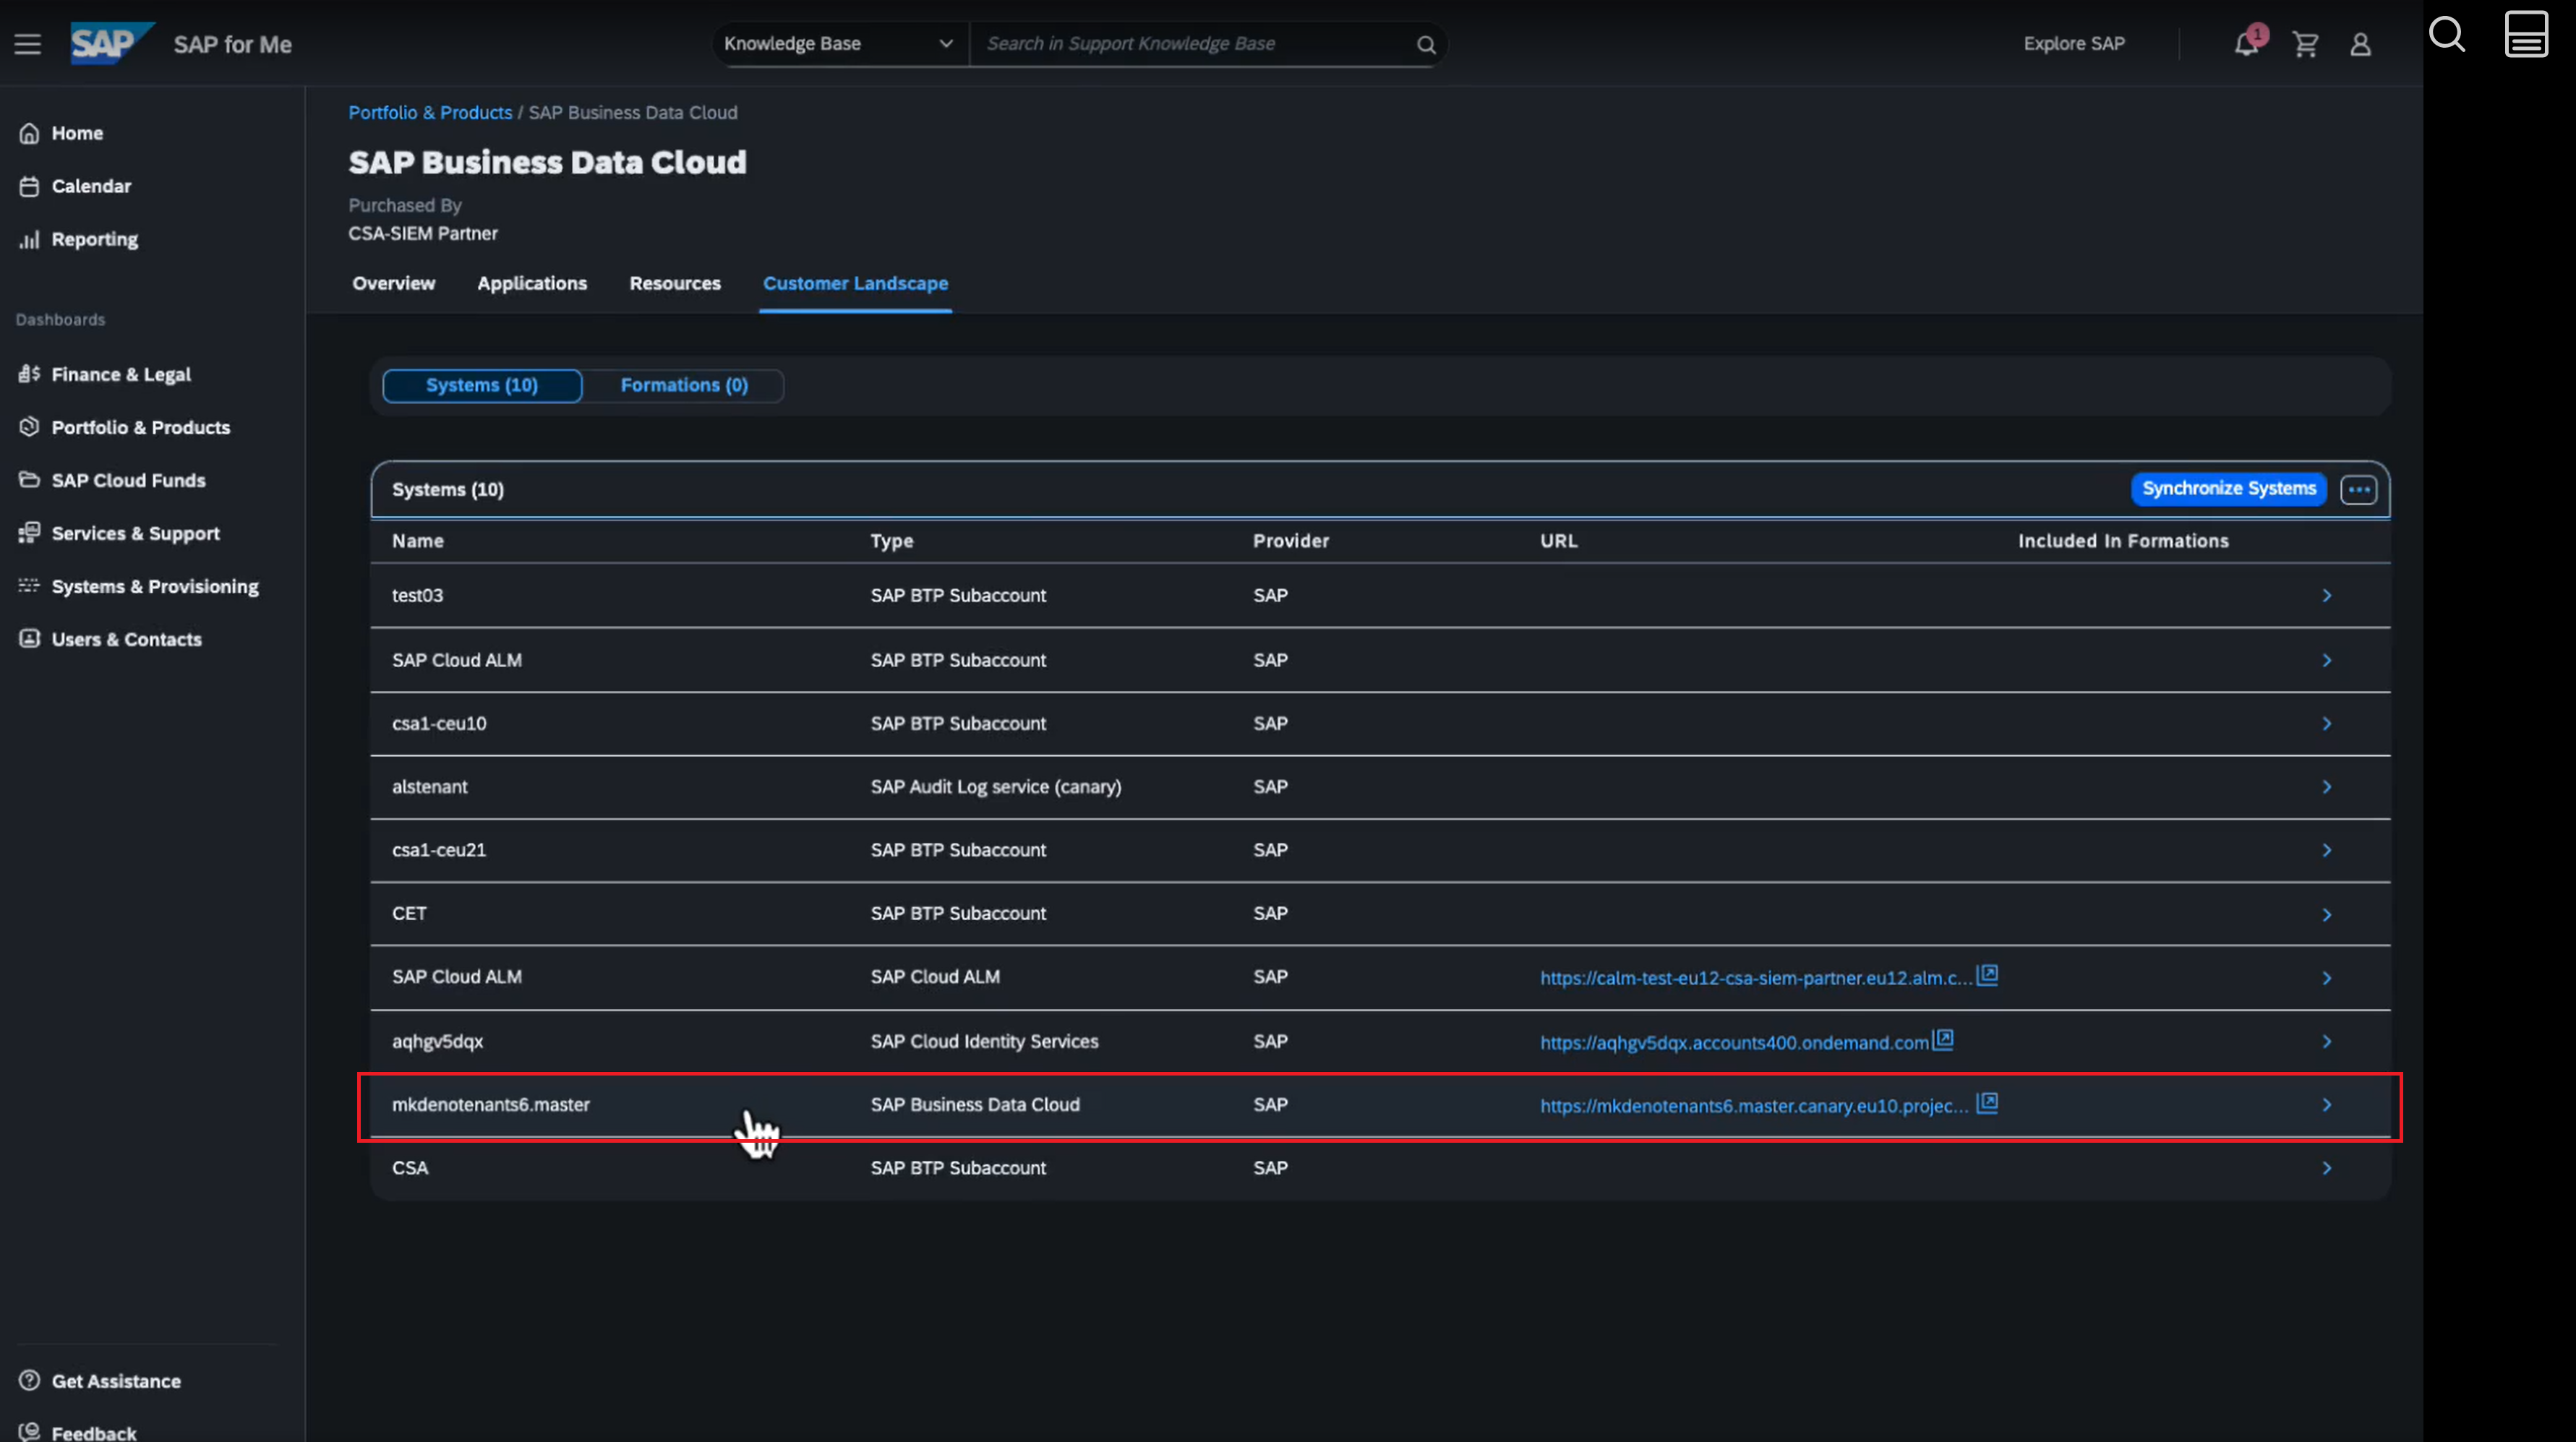 SAP SAP for Me Knowledge Base Search in Support Knowledge Base Explore SAP 1
Home
Calendar
Reporting
Dashboards
Finance & Legal
Portfolio & Products
SAP Cloud Funds
Services & Support
Systems & Provisioning
Users & Contacts
Get Assistance
Feedback
Portfolio & Products / SAP Business Data Cloud
SAP Business Data Cloud
Purchased By
CSA-SIEM Partner
Overview Applications Resources Customer Landscape
Systems (10) Formations (0)
Systems (10) Synchronize Systems
Name Type Provider URL Included In Formations
test03 SAP BTP Subaccount SAP
SAP Cloud ALM SAP BTP Subaccount SAP
csa1-ceu10 SAP BTP Subaccount SAP
alstenant SAP Audit Log service (canary) SAP
csa1-ceu21 SAP BTP Subaccount SAP
CET SAP BTP Subaccount SAP
SAP Cloud ALM SAP Cloud ALM SAP https://calm-test-eu12-csa-siem-partner.eu12.alm.c...
aqhgv5dqx SAP Cloud Identity Services SAP https://aqhgv5dqx.accounts400.ondemand.com
mkdenotenants6.master SAP Business Data Cloud SAP https://mkdenotenants6.master.canary.eu10.projec...
CSA SAP BTP Subaccount SAP